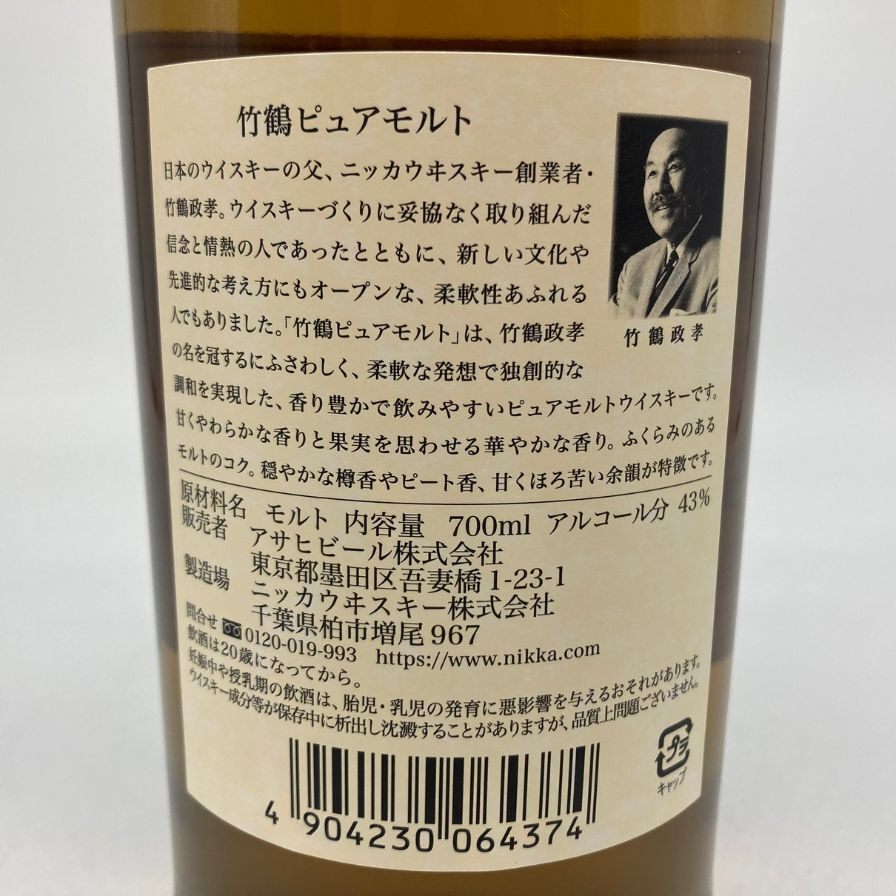 竹鶴ピュアモルト
日本のウイスキーの父、ニッカウヰスキー創業者・
竹鶴政孝。ウイスキーづくりに妥協なく取り組んだ
信念と情熱の人であったとともに、新しい文化や
先進的な考え方にもオープンな、柔軟性あふれる
人でもありました。「竹鶴ピュアモルト」は、竹鶴政孝
の名を冠するにふさわしく、柔軟な発想で独創的な
調和を実現した、香り豊かで飲みやすいピュアモルトウイスキーです。
甘くやわらかな香りと果実を思わせる華やかな香り。ふくらみのある
モルトのコク。穏やかな樽香やピート香、甘くほろ苦い余韻が特徴です。
竹鶴政孝
原材料名 モルト 内容量 700ml アルコール分 43%
販売者 アサヒビール株式会社
東京都墨田区吾妻橋1-23-1
製造場 ニッカウヰスキー株式会社
千葉県柏市増尾967
問合せ 0120-019-993 https://www.nikka.com
飲酒は20歳になってから。
妊娠中や授乳期の飲酒は、胎児・乳児の発育に悪影響を与えるおそれがあります。
ウイスキー成分等が保存中に析出し沈澱することがありますが、品質上問題ございません。
プラ
キャップ
4 904230 064374